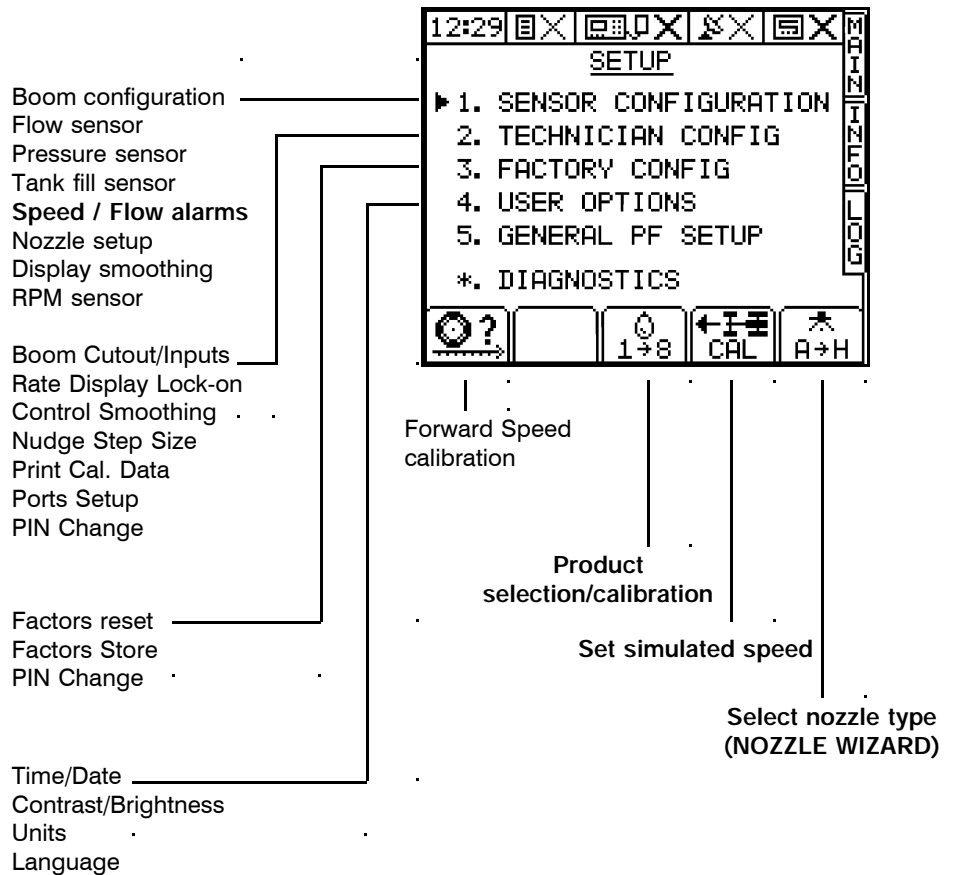 12:29
SETUP
1. SENSOR CONFIGURATION
2. TECHNICIAN CONFIG
3. FACTORY CONFIG
4. USER OPTIONS
5. GENERAL PF SETUP
*. DIAGNOSTICS
MAIN
INFO
LOG
?
1→8
CAL
A→H
Boom configuration
Flow sensor
Pressure sensor
Tank fill sensor
Speed / Flow alarms
Nozzle setup
Display smoothing
RPM sensor
Boom Cutout/Inputs
Rate Display Lock-on
Control Smoothing
Nudge Step Size
Print Cal. Data
Ports Setup
PIN Change
Factors reset
Factors Store
PIN Change
Time/Date
Contrast/Brightness
Units
Language
Forward Speed
calibration
Product
selection/calibration
Set simulated speed
Select nozzle type
(NOZZLE WIZARD)